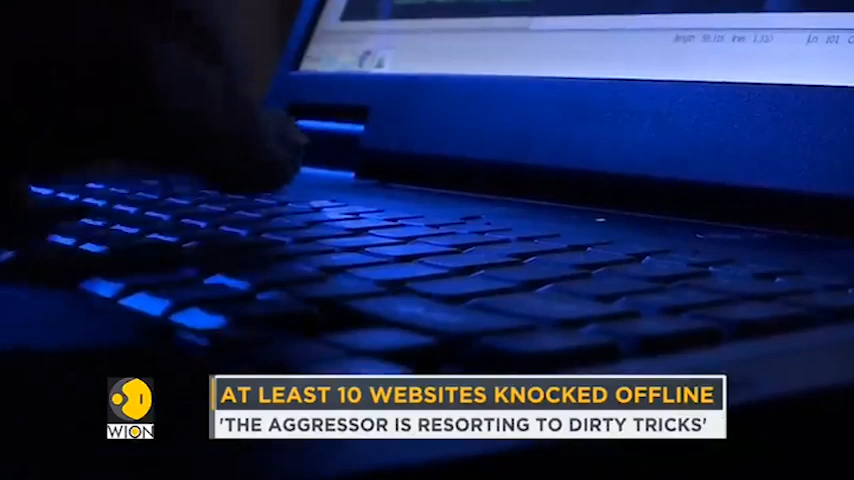 AT LEAST 10 WEBSITES KNOCKED OFFLINE
'THE AGGRESSOR IS RESORTING TO DIRTY TRICKS'
WION